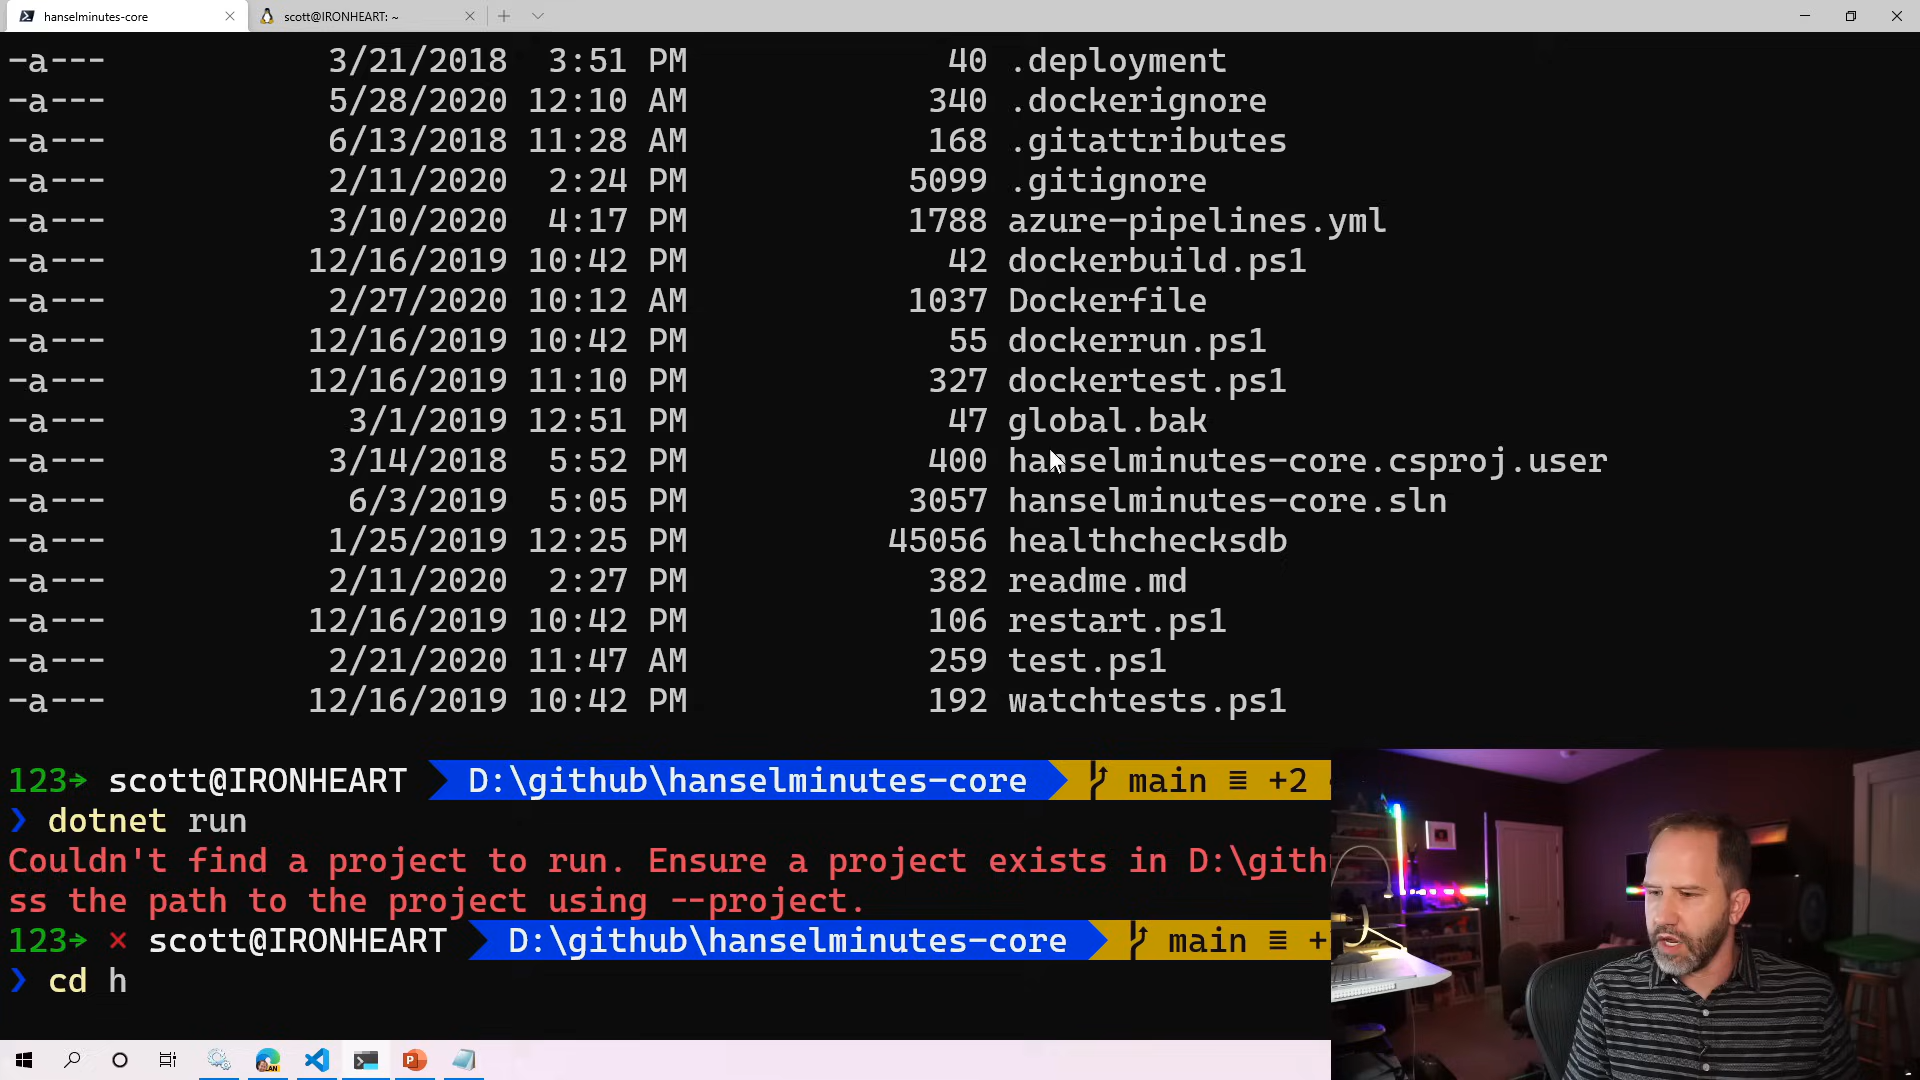 hanselminutes-core
scott@IRONHEART: ~
-a--- 3/21/2018 3:51 PM 40 .deployment
-a--- 5/28/2020 12:10 AM 340 .dockerignore
-a--- 6/13/2018 11:28 AM 168 .gitattributes
-a--- 2/11/2020 2:24 PM 5099 .gitignore
-a--- 3/10/2020 4:17 PM 1788 azure-pipelines.yml
-a--- 12/16/2019 10:42 PM 42 dockerbuild.ps1
-a--- 2/27/2020 10:12 AM 1037 Dockerfile
-a--- 12/16/2019 10:42 PM 55 dockerrun.ps1
-a--- 12/16/2019 11:10 PM 327 dockertest.ps1
-a--- 3/1/2019 12:51 PM 47 global.bak
-a--- 3/14/2018 5:52 PM 400 hanselminutes-core.csproj.user
-a--- 6/3/2019 5:05 PM 3057 hanselminutes-core.sln
-a--- 1/25/2019 12:25 PM 45056 healthchecksdb
-a--- 2/11/2020 2:27 PM 382 readme.md
-a--- 12/16/2019 10:42 PM 106 restart.ps1
-a--- 2/21/2020 11:47 AM 259 test.ps1
-a--- 12/16/2019 10:42 PM 192 watchtests.ps1
123→ scott@IRONHEART D:\github\hanselminutes-core main ≡ +2
❯ dotnet run
Couldn't find a project to run. Ensure a project exists in D:\gith
ss the path to the project using --project.
123→ × scott@IRONHEART D:\github\hanselminutes-core main ≡ +
❯ cd h